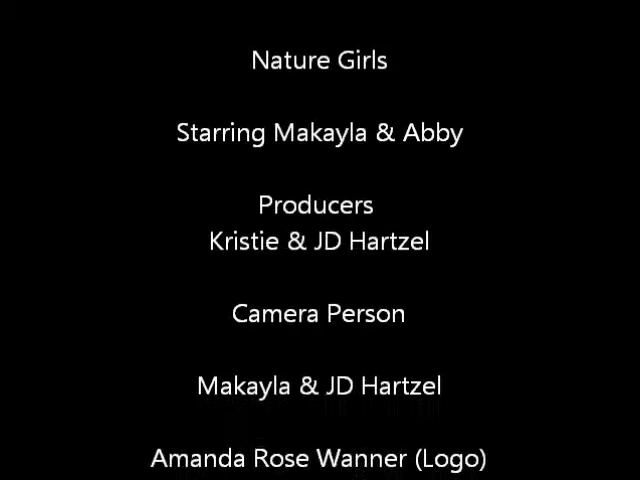 Nature Girls
Starring Makayla & Abby
Producers
Kristie & JD Hartzel
Camera Person
Makayla & JD Hartzel
Amanda Rose Wanner (Logo)